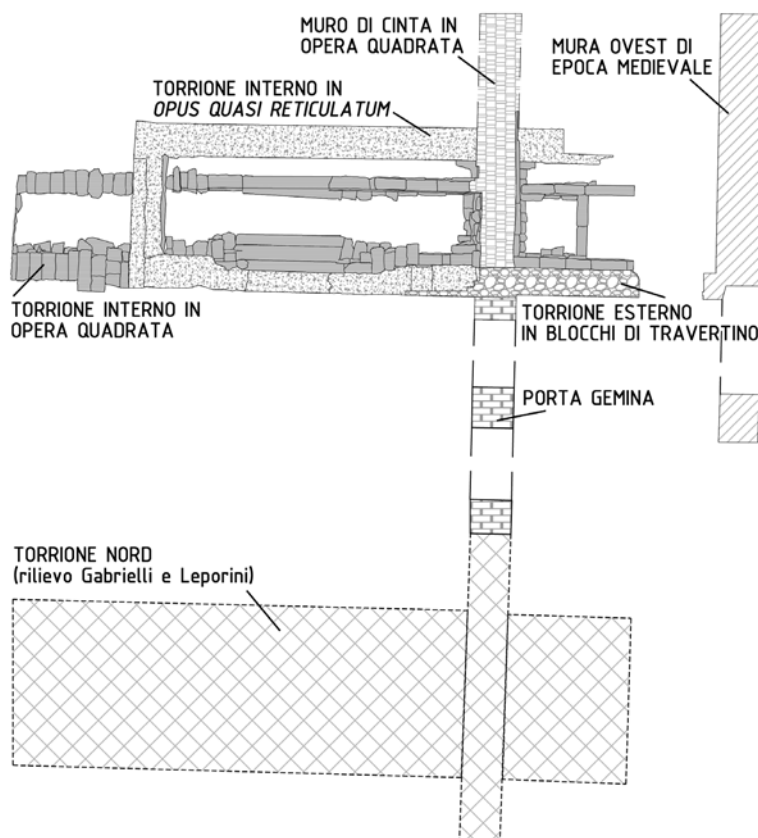 MURO DI CINTA IN
OPERA QUADRATA
MURA OVEST DI
EPOCA MEDIEVALE
TORRIONE INTERNO IN
OPUS QUASI RETICULATUM
TORRIONE INTERNO IN
OPERA QUADRATA
TORRIONE ESTERNO
IN BLOCCHI DI TRAVERTINO
PORTA GEMINA
TORRIONE NORD
(rilievo Gabrielli e Leporini)